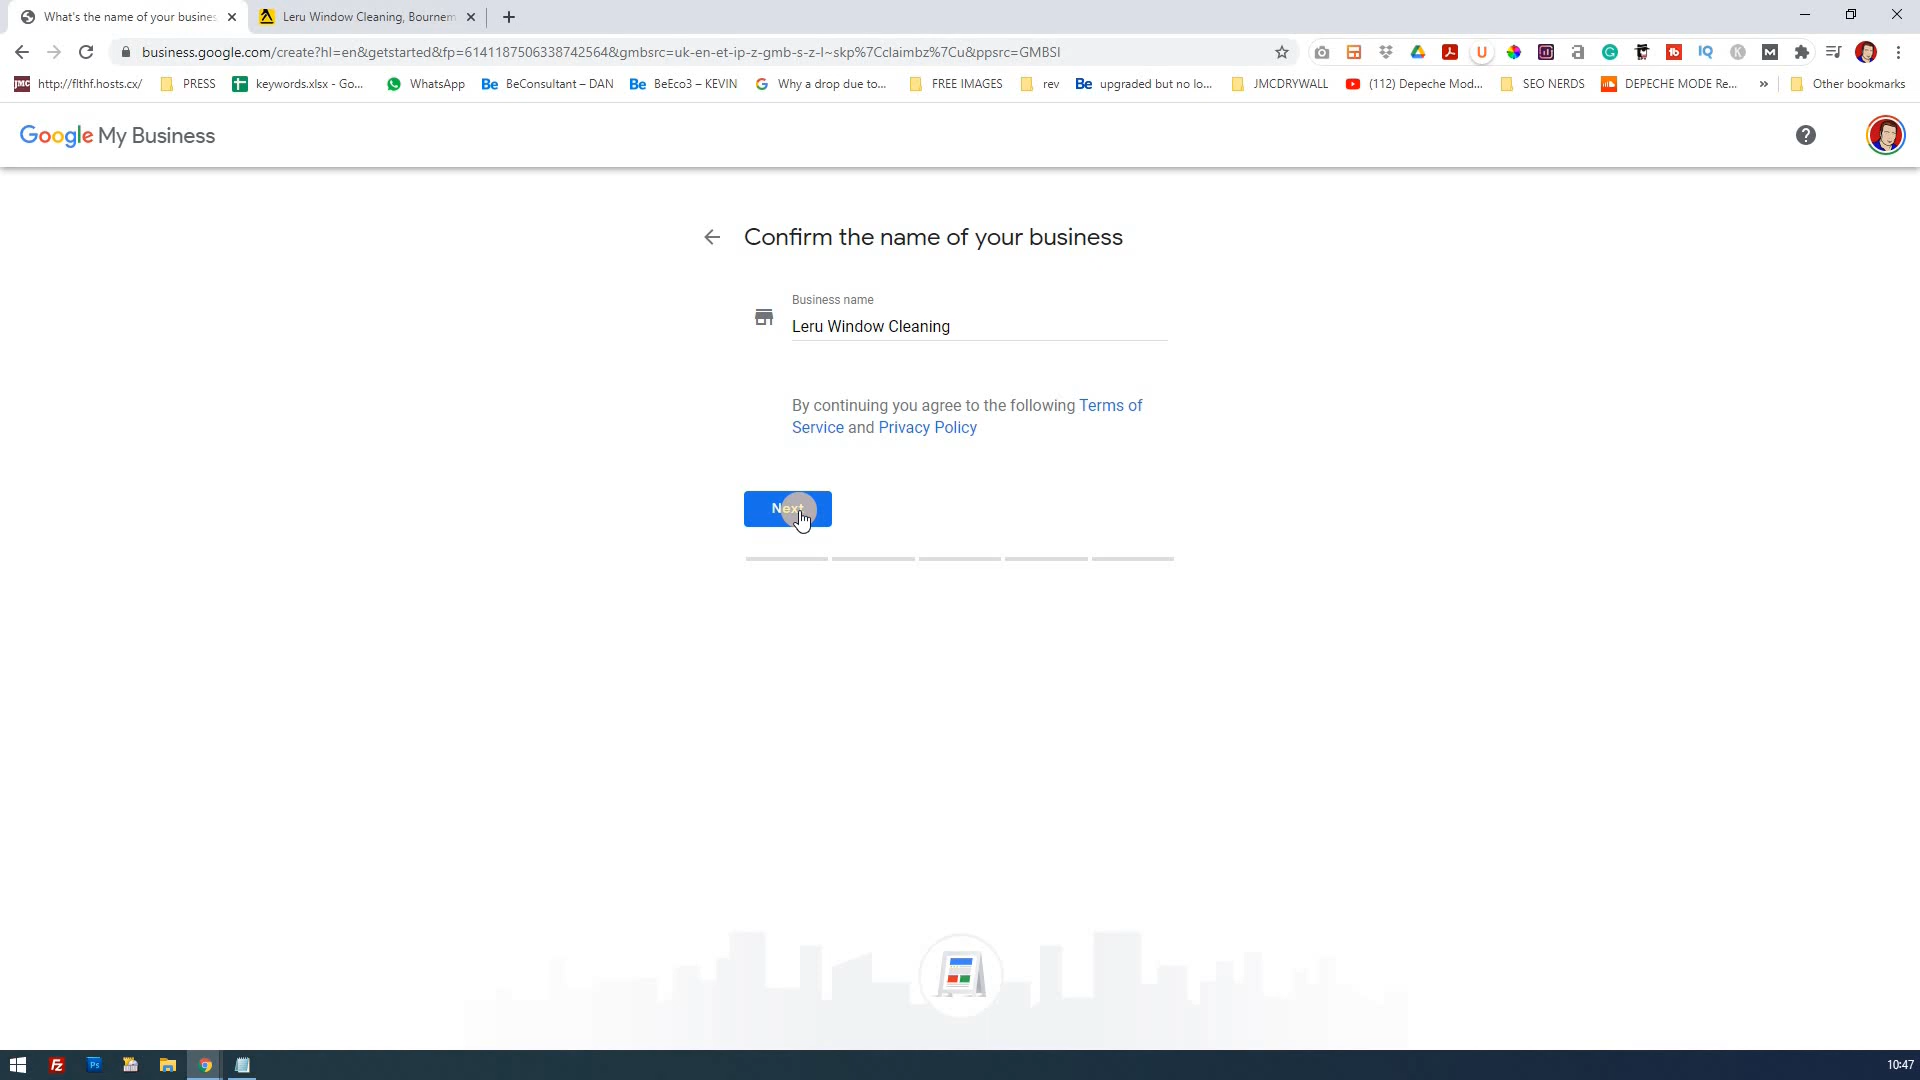 What's the name of your busines
Leru Window Cleaning, Bournem
business.google.com/create?hl=en&getstarted&fp=6141187506338742564&gmbsrc=uk-en-et-ip-z-gmb-s-z-l~skp%7Cclaimbz%7Cu&ppsrc=GMBSI
JMC http://flthf.hosts.cx/
PRESS
keywords.xlsx - Go...
WhatsApp
Be BeConsultant – DAN
Be BeEco3 – KEVIN
Why a drop due to...
FREE IMAGES
rev
Be upgraded but no lo...
JMCDRYWALL
(112) Depeche Mod...
SEO NERDS
DEPECHE MODE Re...
Other bookmarks
Google My Business
Confirm the name of your business
Business name
Leru Window Cleaning
By continuing you agree to the following Terms of
Service and Privacy Policy
Next
10:47